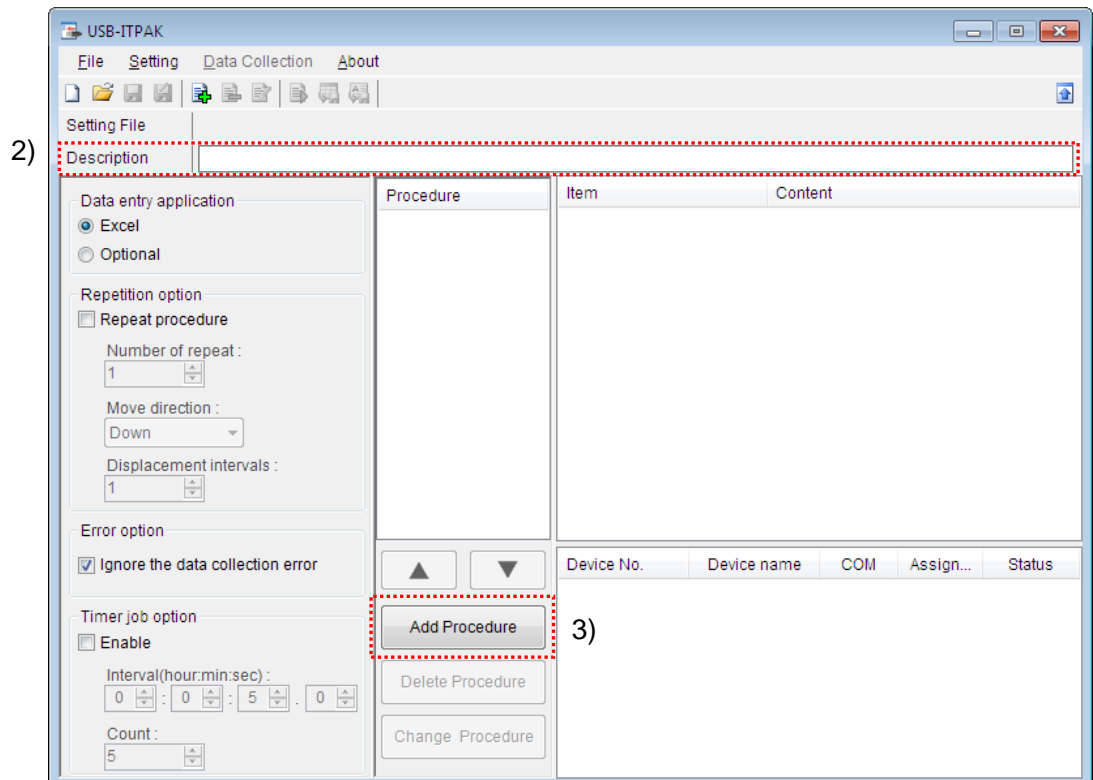 USB-ITPAK
File Setting Data Collection About
Setting File
2)
Description
Data entry application
Excel
Optional
Repetition option
Repeat procedure
Number of repeat :
1
Move direction :
Down
Displacement intervals :
1
Error option
Ignore the data collection error
Timer job option
Enable
Interval(hour:min:sec) :
0 : 0 : 5 . 0
Count :
5
Procedure
Add Procedure
3)
Delete Procedure
Change Procedure
Item Content
Device No. Device name COM Assign... Status